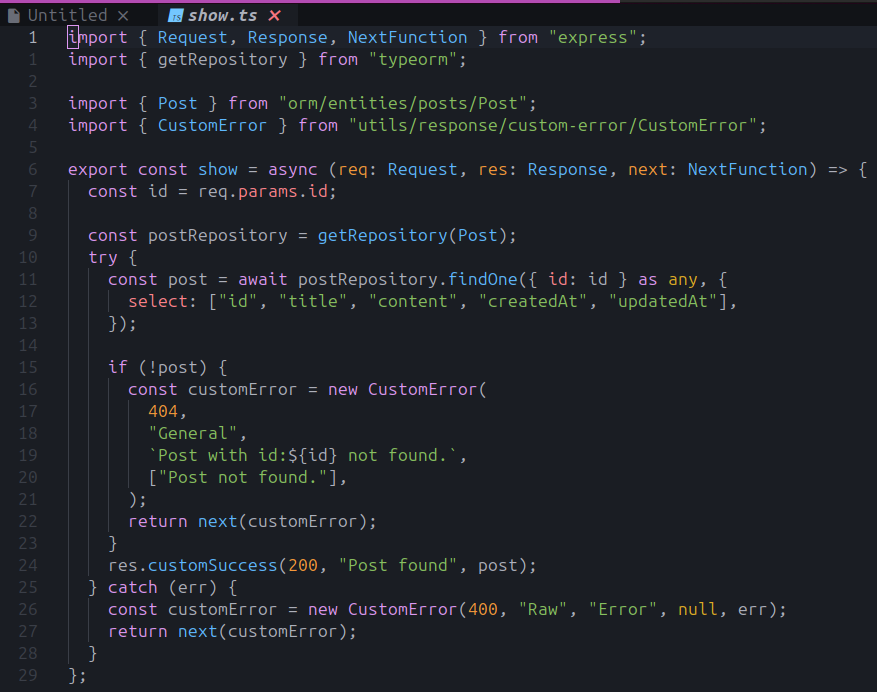 Untitled × TS show.ts ×
1 import { Request, Response, NextFunction } from "express";
1 import { getRepository } from "typeorm";
2
3 import { Post } from "orm/entities/posts/Post";
4 import { CustomError } from "utils/response/custom-error/CustomError";
5
6 export const show = async (req: Request, res: Response, next: NextFunction) => {
7   const id = req.params.id;
8
9   const postRepository = getRepository(Post);
10   try {
11     const post = await postRepository.findOne({ id: id } as any, {
12       select: ["id", "title", "content", "createdAt", "updatedAt"],
13     });
14
15     if (!post) {
16       const customError = new CustomError(
17         404,
18         "General",
19         `Post with id:${id} not found.`,
20         ["Post not found."],
21       );
22       return next(customError);
23     }
24     res.customSuccess(200, "Post found", post);
25   } catch (err) {
26     const customError = new CustomError(400, "Raw", "Error", null, err);
27     return next(customError);
28   }
29 };